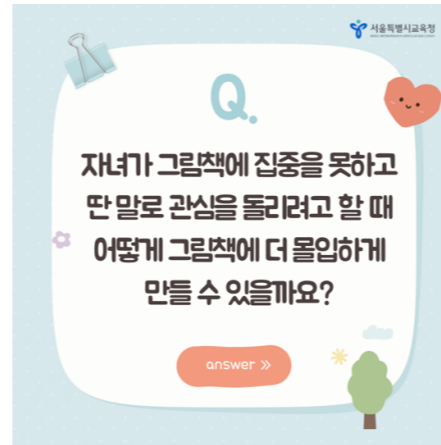 서울특별시교육청
Q.
자녀가 그림책에 집중을 못하고
딴 말로 관심을 돌리려고 할 때
어떻게 그림책에 더 몰입하게
만들 수 있을까요?
answer »